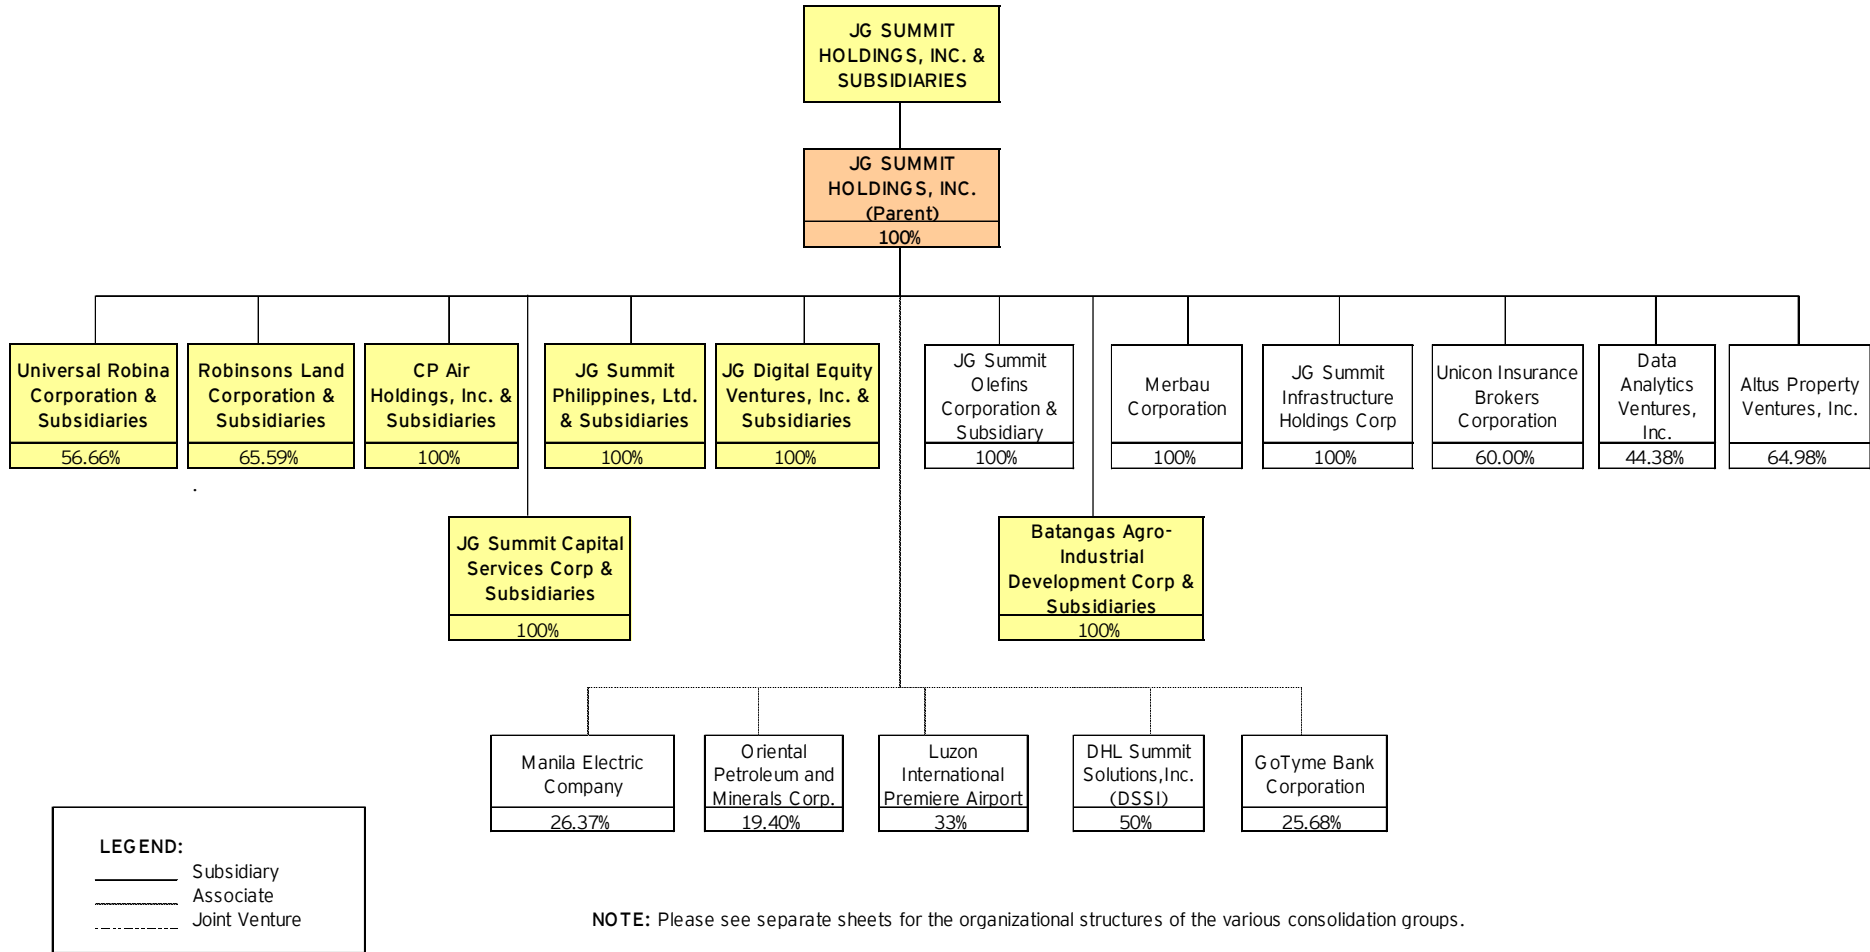 JG SUMMIT
HOLDINGS, INC. &
SUBSIDIARIES
JG SUMMIT
HOLDINGS, INC.
(Parent)
100%
Universal Robina
Corporation &
Subsidiaries
56.66%
Robinsons Land
Corporation &
Subsidiaries
65.59%
CP Air
Holdings, Inc. &
Subsidiaries
100%
JG Summit
Philippines, Ltd.
& Subsidiaries
100%
JG Digital Equity
Ventures, Inc. &
Subsidiaries
100%
JG Summit
Olefins
Corporation &
Subsidiary
100%
Merbau
Corporation
100%
JG Summit
Infrastructure
Holdings Corp
100%
Unicon Insurance
Brokers
Corporation
60.00%
Data
Analytics
Ventures,
Inc.
44.38%
Altus Property
Ventures, Inc.
64.98%
.
JG Summit Capital
Services Corp &
Subsidiaries
100%
Batangas Agro-
Industrial
Development Corp &
Subsidiaries
100%
Manila Electric
Company
26.37%
Oriental
Petroleum and
Minerals Corp.
19.40%
Luzon
International
Premiere Airport
33%
DHL Summit
Solutions,Inc.
(DSSI)
50%
GoTyme Bank
Corporation
25.68%
LEGEND:
Subsidiary
Associate
Joint Venture
NOTE: Please see separate sheets for the organizational structures of the various consolidation groups.